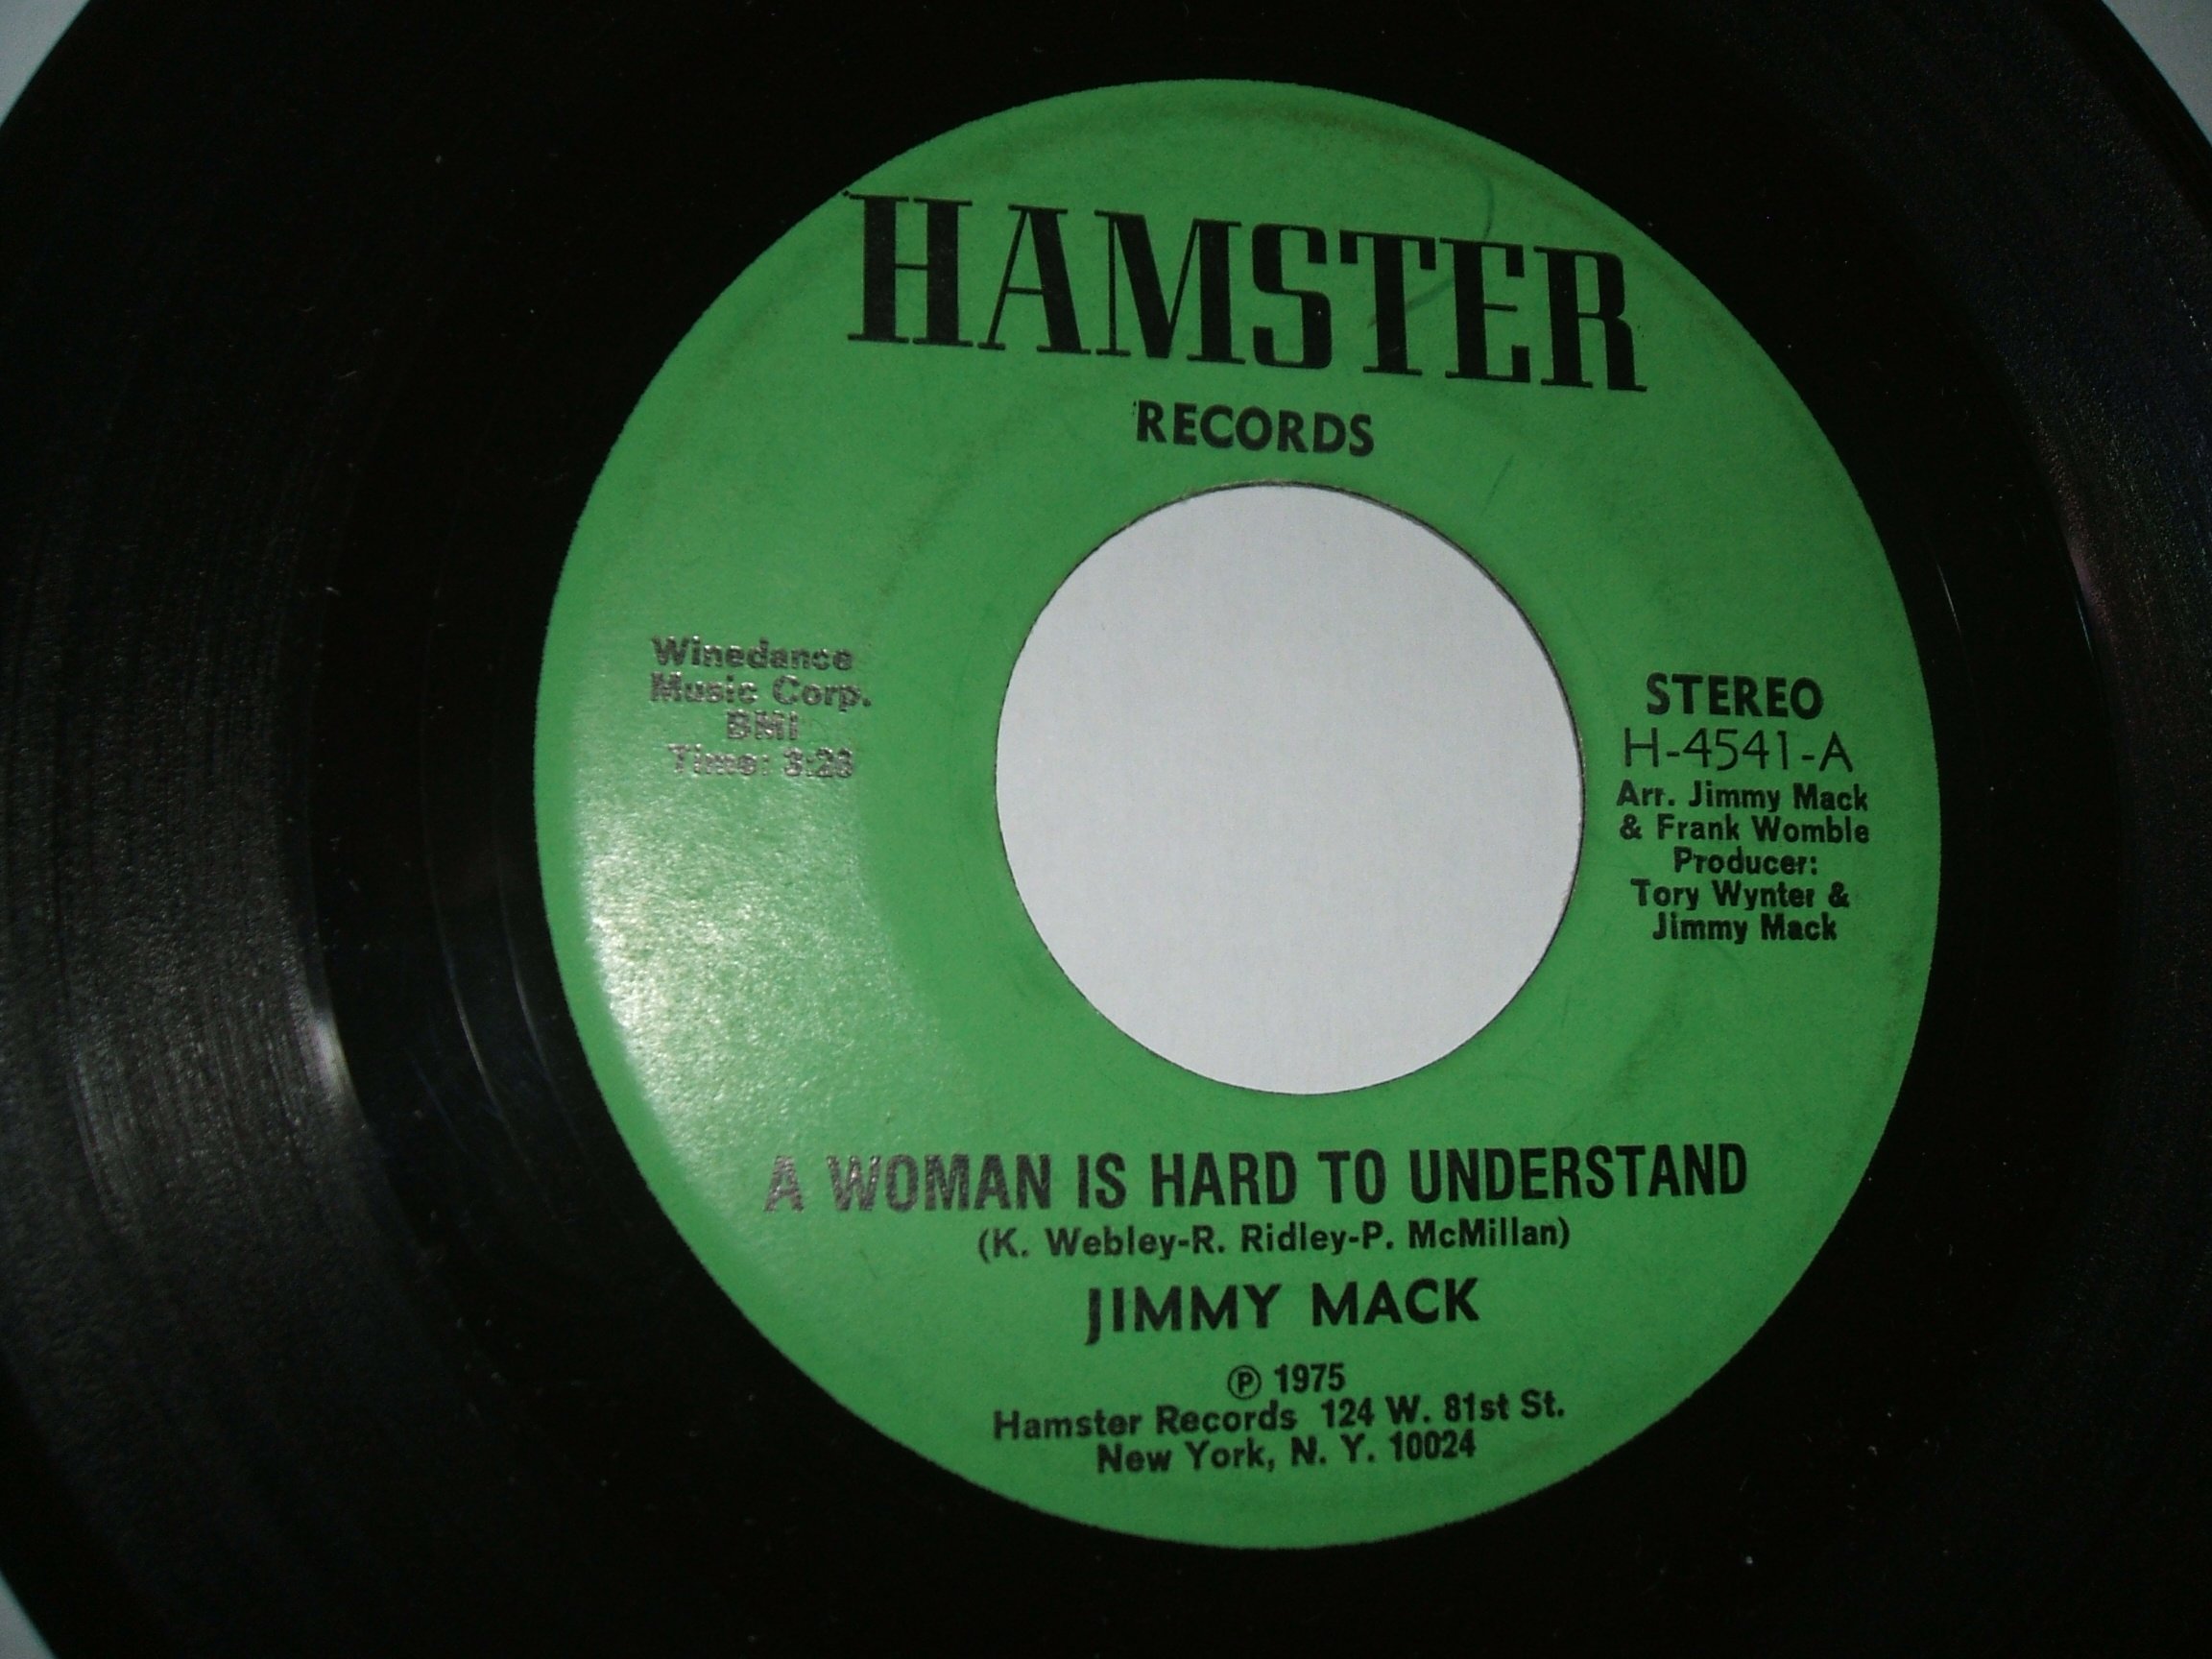 HAMSTER
RECORDS
Winedance
Music Corp.
BMI
Time: 3:23
STEREO
H-4541-A
Arr. Jimmy Mack
& Frank Womble
Producer:
Tory Wynter &
Jimmy Mack
A WOMAN IS HARD TO UNDERSTAND
(K. Webley-R. Ridley-P. McMillan)
JIMMY MACK
Ⓟ 1975
Hamster Records 124 W. 81st St.
New York, N. Y. 10024